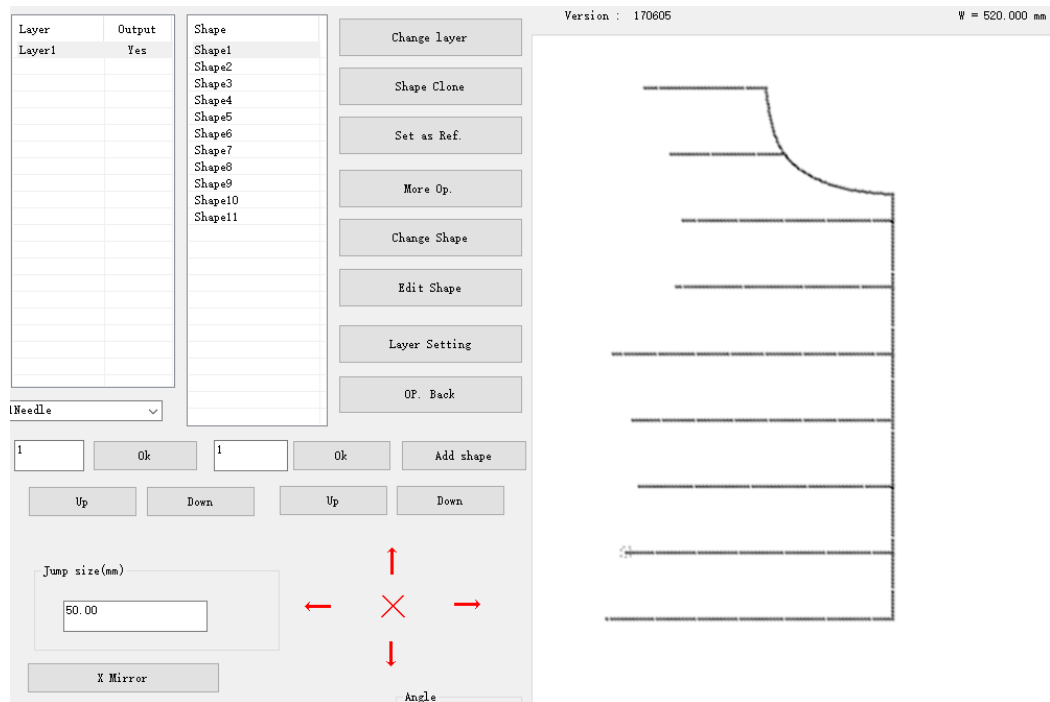 Version : 170605
W = 520.000 mm
Layer Output
Layer1 Yes
Shape
Shape1
Shape2
Shape3
Shape4
Shape5
Shape6
Shape7
Shape8
Shape9
Shape10
Shape11
Change layer
Shape Clone
Set as Ref.
More Op.
Change Shape
Edit Shape
Layer Setting
OP. Back
1 Ok 1 Ok Add shape
Up Down Up Down
Jump size(mm)
50.00
X Mirror
Angle